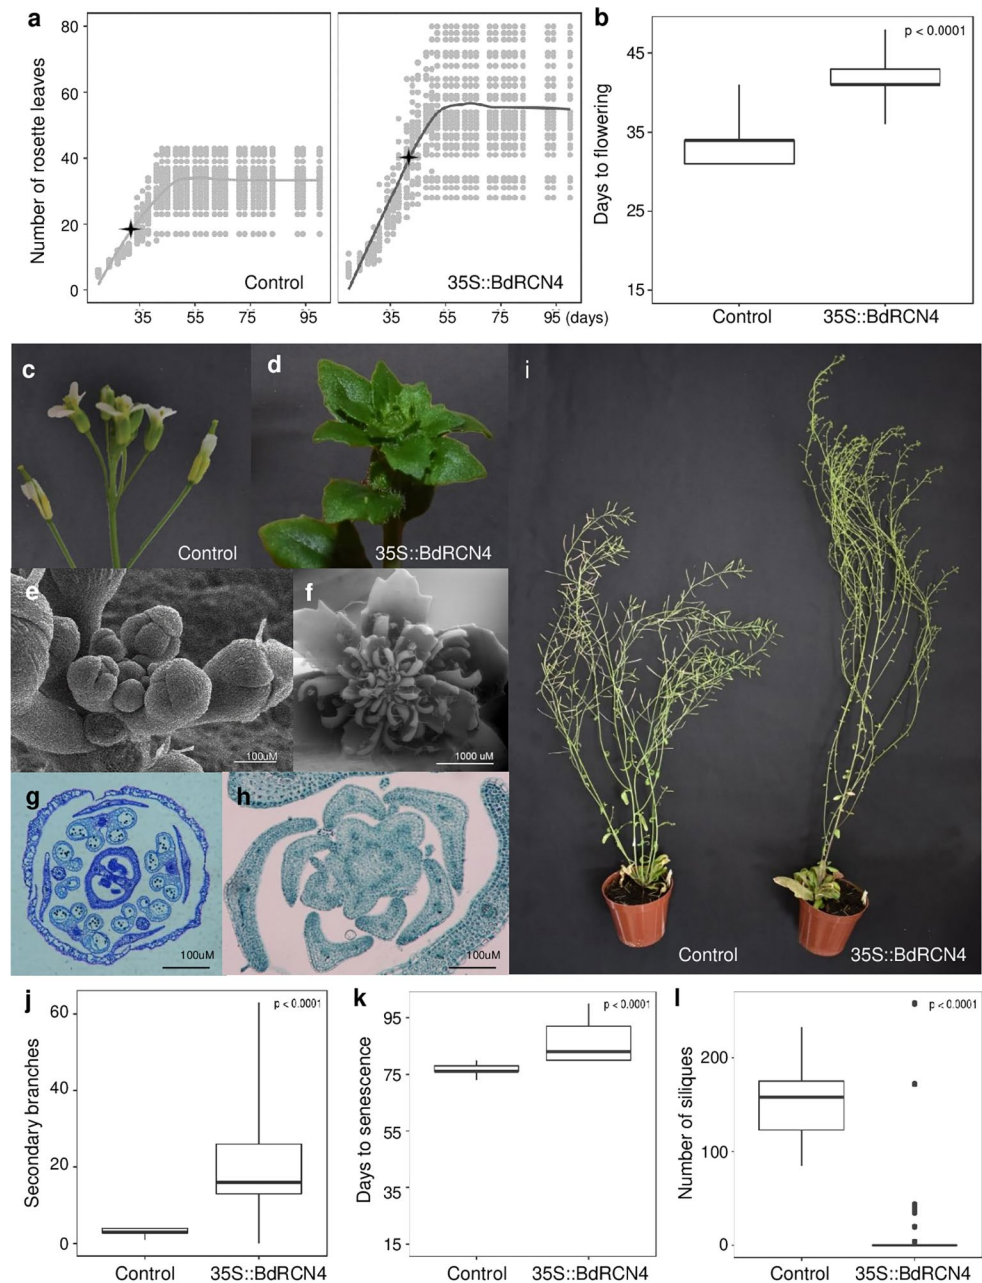 a
b
80
60
40
20
0
Number of rosette leaves
Control
35S::BdRCN4
35 55 75 95 35 55 75 95 (days)
p < 0.0001
45
35
25
15
Days to flowering
Control 35S::BdRCN4
c
Control
d
35S::BdRCN4
i
e
100uM
f
1000 uM
g
100uM
h
100uM
Control
35S::BdRCN4
j
p < 0.0001
60
40
20
0
Secondary branches
Control 35S::BdRCN4
k
p < 0.0001
95
75
55
35
15
Days to senescence
Control 35S::BdRCN4
l
p < 0.0001
200
100
0
Number of siliques
Control 35S::BdRCN4